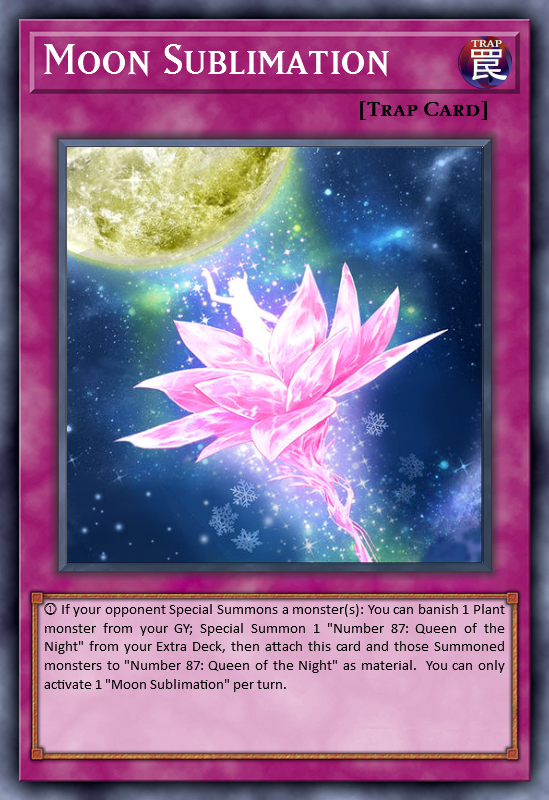 Moon Sublimation
TRAP
罠
[Trap Card]
① If your opponent Special Summons a monster(s): You can banish 1 Plant
monster from your GY; Special Summon 1 "Number 87: Queen of the
Night" from your Extra Deck, then attach this card and those Summoned
monsters to "Number 87: Queen of the Night" as material. You can only
activate 1 "Moon Sublimation" per turn.